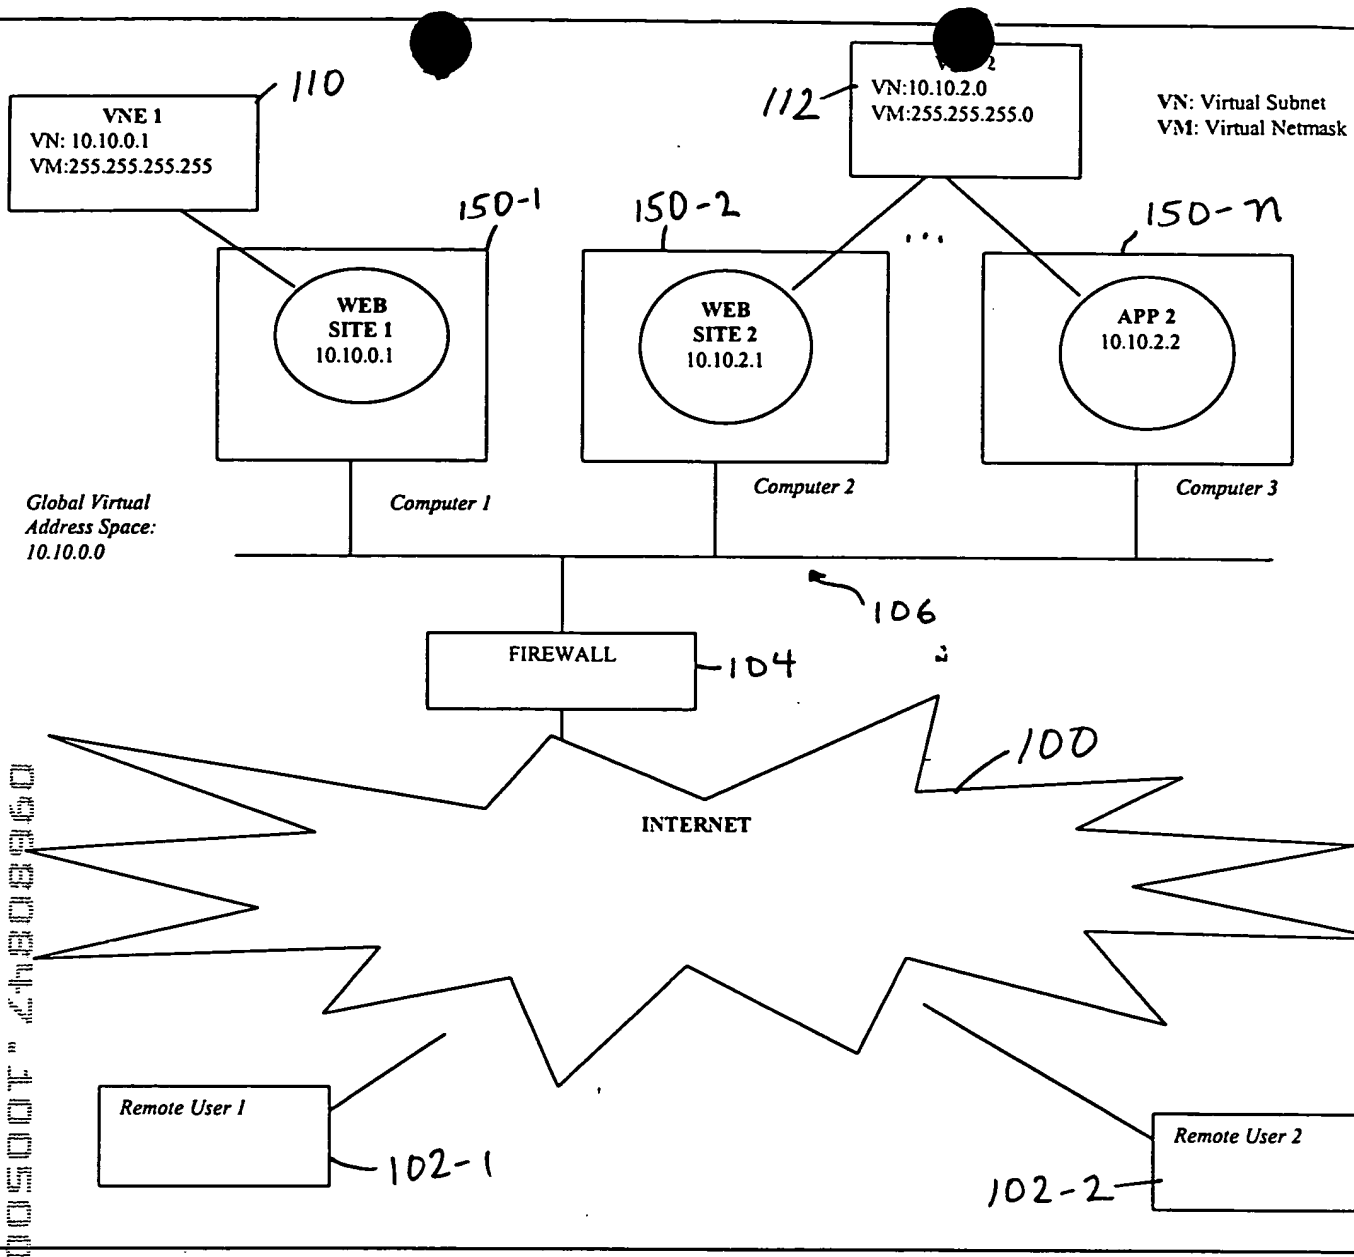 110
VNE 1
VN: 10.10.0.1
VM:255.255.255.255
112
2
VN:10.10.2.0
VM:255.255.255.0
VN: Virtual Subnet
VM: Virtual Netmask
150-1
150-2
...
150-n
WEB
SITE 1
10.10.0.1
WEB
SITE 2
10.10.2.1
APP 2
10.10.2.2
Global Virtual
Address Space:
10.10.0.0
Computer 1
Computer 2
Computer 3
106
FIREWALL
104
100
INTERNET
Remote User 1
102-1
Remote User 2
102-2